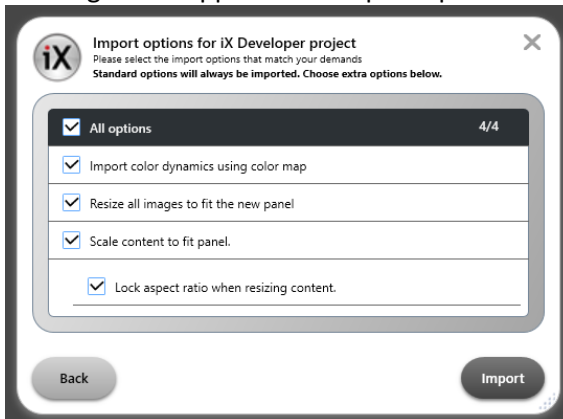 iX
Import options for iX Developer project
Please select the import options that match your demands
Standard options will always be imported. Choose extra options below.
All options 4/4
Import color dynamics using color map
Resize all images to fit the new panel
Scale content to fit panel.
Lock aspect ratio when resizing content.
Back
Import